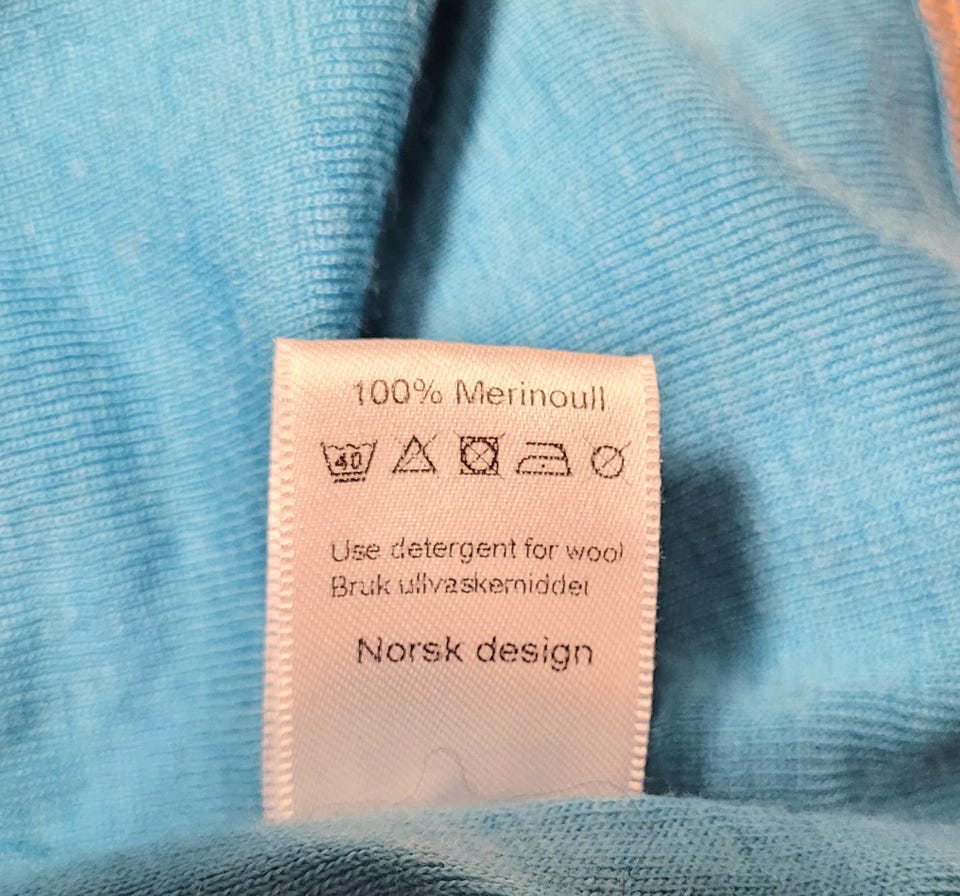 100% Merinoull
40
Use detergent for wool
Bruk ullvaskemiddel
Norsk design